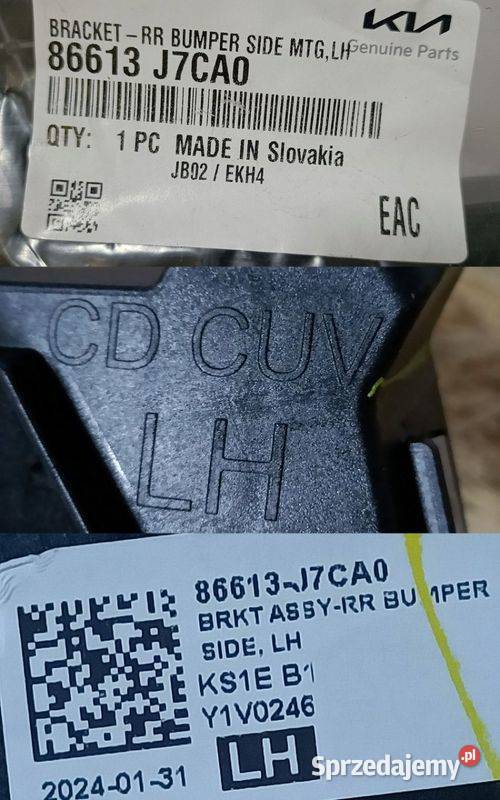 KIA
BRACKET-RR BUMPER SIDE MTG,LH
Genuine Parts
86613 J7CA0
QTY: 1 PC MADE IN Slovakia
JB02 / EKH4
EAC
CD CUV
LH
86613-J7CA0
BRKT ASSY-RR BUMPER
SIDE, LH
KS1E B1
Y1V0246
LH
2024-01-31
Sprzedajemy.pl